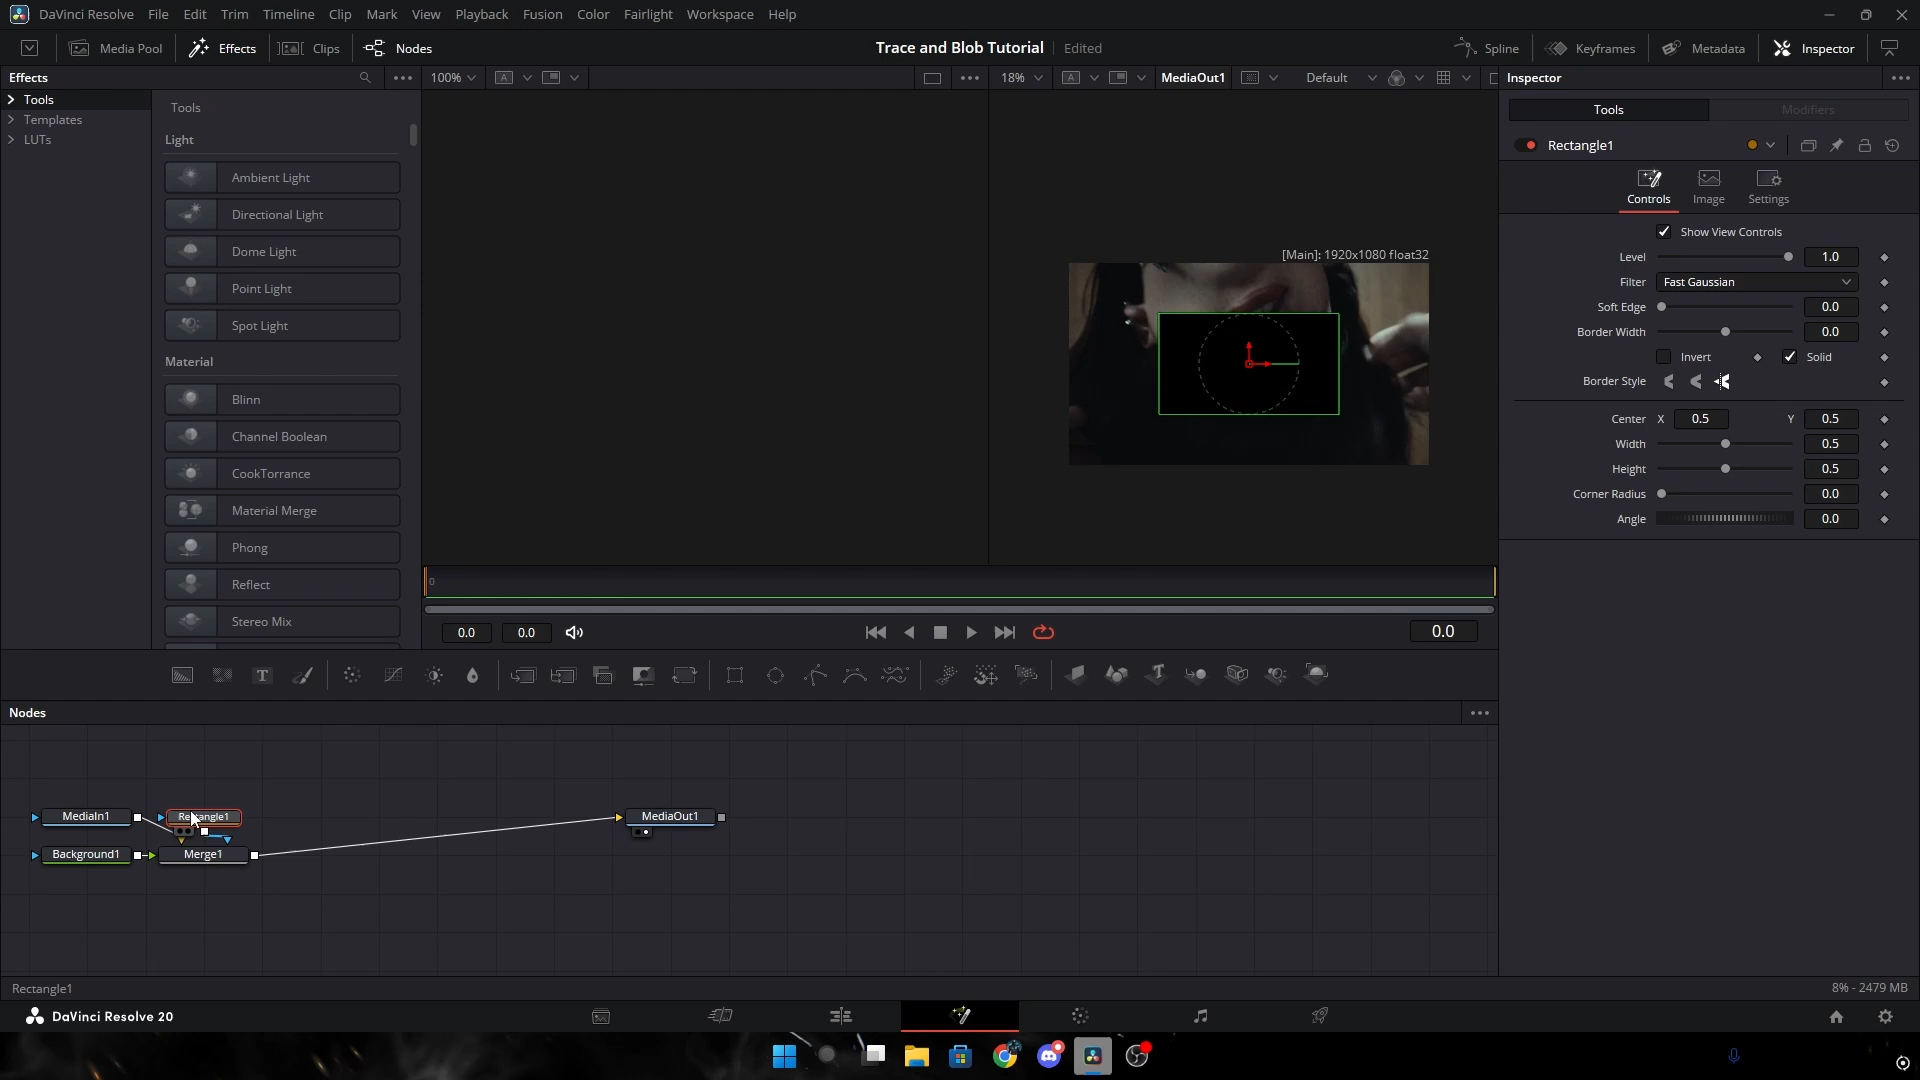 DaVinci Resolve File Edit Trim Timeline Clip Mark View Playback Fusion Color Fairlight Workspace Help
Media Pool Effects Clips Nodes Trace and Blob Tutorial Edited Spline Keyframes Metadata Inspector
Effects 100% A 18% A MediaOut1 Default Inspector
Tools
Templates
LUTs
Tools
Light
Ambient Light
Directional Light
Dome Light
Point Light
Spot Light
Material
Blinn
Channel Boolean
CookTorrance
Material Merge
Phong
Reflect
Stereo Mix
[Main]: 1920x1080 float32
0
0.0 0.0 0.0
Tools Modifiers
Rectangle1
Controls Image Settings
Show View Controls
Level 1.0
Filter Fast Gaussian
Soft Edge 0.0
Border Width 0.0
Invert Solid
Border Style
Center X 0.5 Y 0.5
Width 0.5
Height 0.5
Corner Radius 0.0
Angle 0.0
T T
Nodes
MediaIn1 Rectangle1 MediaOut1
Background1 Merge1
Rectangle1 8% - 2479 MB
DaVinci Resolve 20